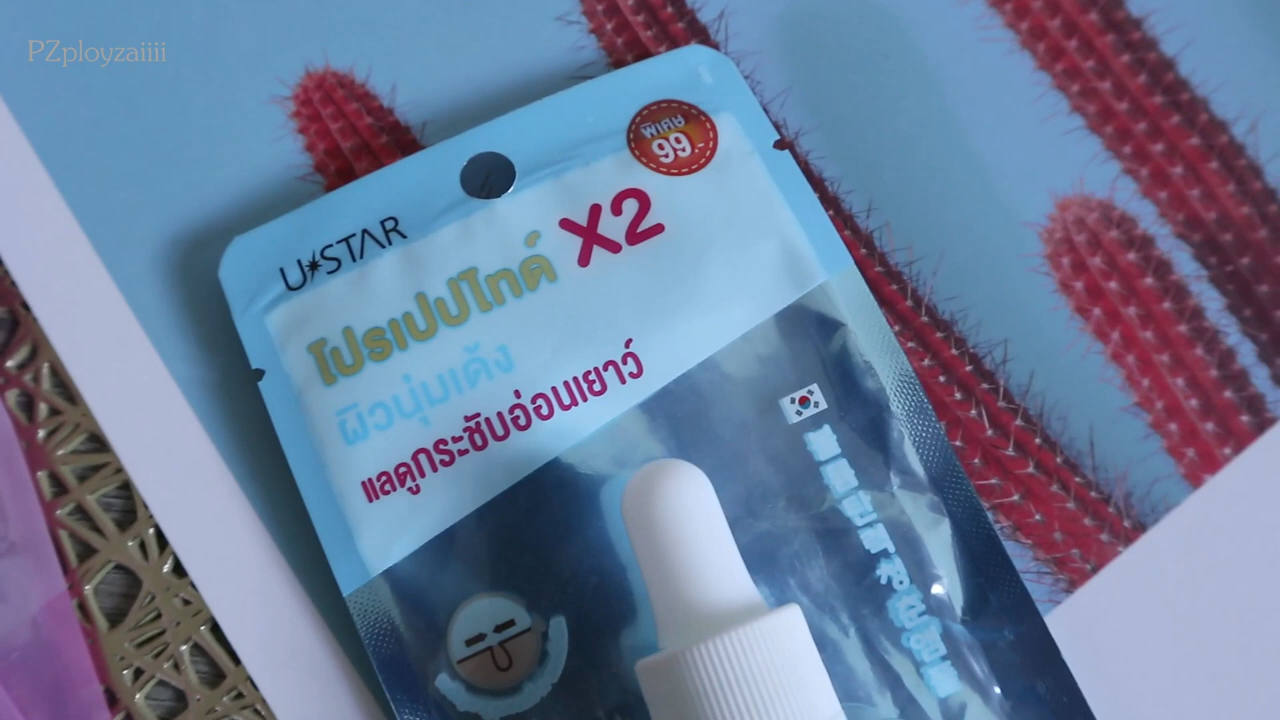 PZployzaiiii
พิเศษ
99.-
U*STAR
โปรเปปไทด์ X2
ผิวนุ่มเด้ง
แลดูกระชับอ่อนเยาว์